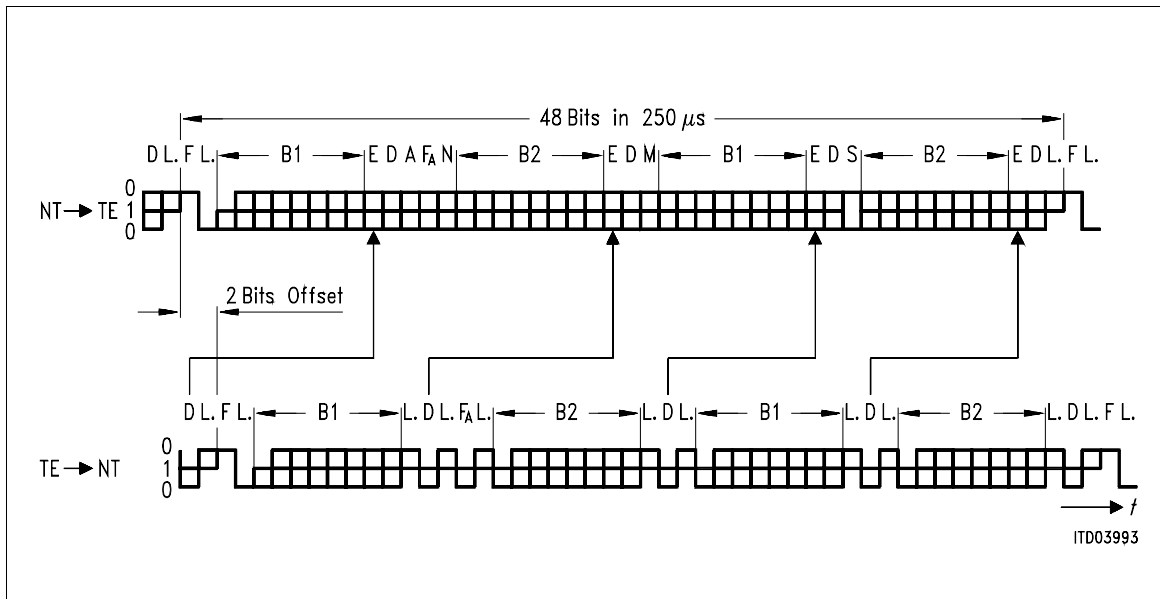 48 Bits in 250 µs
D L. F L. B1 E D A FA N B2 E D M B1 E D S B2 E D L. F L.
0
NT → TE 1
0
2 Bits Offset
D L. F L. B1 L. D L. FA L. B2 L. D L. B1 L. D L. B2 L. D L. F L.
0
TE → NT 1
0
t
ITD03993